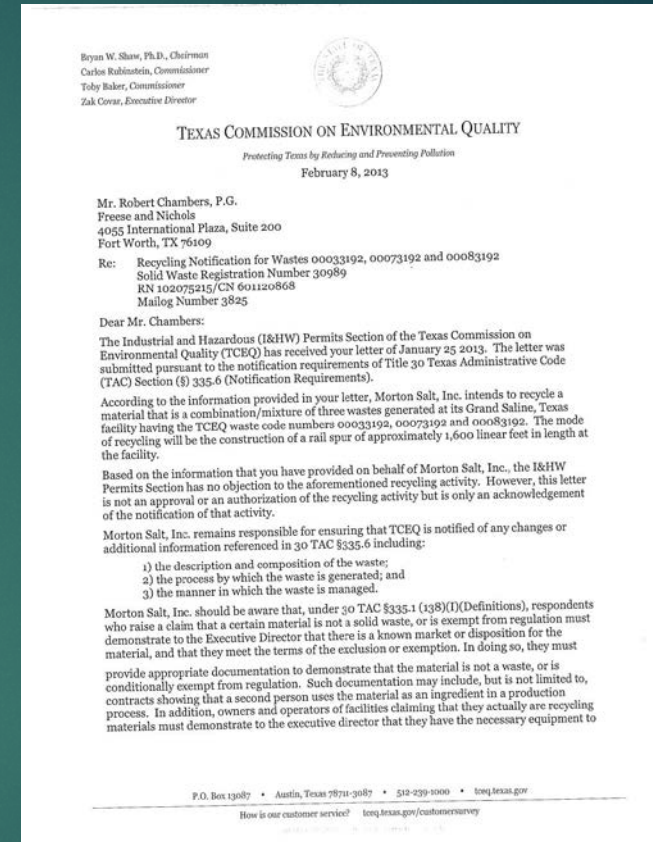 Bryan W. Shaw, Ph.D., Chairman
Carlos Rubinstein, Commissioner
Toby Baker, Commissioner
Zak Covar, Executive Director
TEXAS COMMISSION ON ENVIRONMENTAL QUALITY
Protecting Texas by Reducing and Preventing Pollution
February 8, 2013
Mr. Robert Chambers, P.G.
Freese and Nichols
4055 International Plaza, Suite 200
Fort Worth, TX 76109
Re: Recycling Notification for Wastes 00033192, 00073192 and 00083192
Solid Waste Registration Number 30989
RN 102075215/CN 601120868
Mailog Number 3825
Dear Mr. Chambers:
The Industrial and Hazardous (I&HW) Permits Section of the Texas Commission on
Environmental Quality (TCEQ) has received your letter of January 25 2013. The letter was
submitted pursuant to the notification requirements of Title 30 Texas Administrative Code
(TAC) Section (§) 335.6 (Notification Requirements).
According to the information provided in your letter, Morton Salt, Inc. intends to recycle a
material that is a combination/mixture of three wastes generated at its Grand Saline, Texas
facility having the TCEQ waste code numbers 00033192, 00073192 and 00083192. The mode
of recycling will be the construction of a rail spur of approximately 1,600 linear feet in length at
the facility.
Based on the information that you have provided on behalf of Morton Salt, Inc., the I&HW
Permits Section has no objection to the aforementioned recycling activity. However, this letter
is not an approval or an authorization of the recycling activity but is only an acknowledgement
of the notification of that activity.
Morton Salt, Inc. remains responsible for ensuring that TCEQ is notified of any changes or
additional information referenced in 30 TAC §335.6 including:
1) the description and composition of the waste;
2) the process by which the waste is generated; and
3) the manner in which the waste is managed.
Morton Salt, Inc. should be aware that, under 30 TAC §335.1 (138)(I)(Definitions), respondents
who raise a claim that a certain material is not a solid waste, or is exempt from regulation must
demonstrate to the Executive Director that there is a known market or disposition for the
material, and that they meet the terms of the exclusion or exemption. In doing so, they must
provide appropriate documentation to demonstrate that the material is not a waste, or is
conditionally exempt from regulation. Such documentation may include, but is not limited to,
contracts showing that a second person uses the material as an ingredient in a production
process. In addition, owners and operators of facilities claiming that they actually are recycling
materials must demonstrate to the executive director that they have the necessary equipment to
P.O. Box 13087 • Austin, Texas 78711-3087 • 512-239-1000 • tceq.texas.gov
How is our customer service? tceq.texas.gov/customersurvey